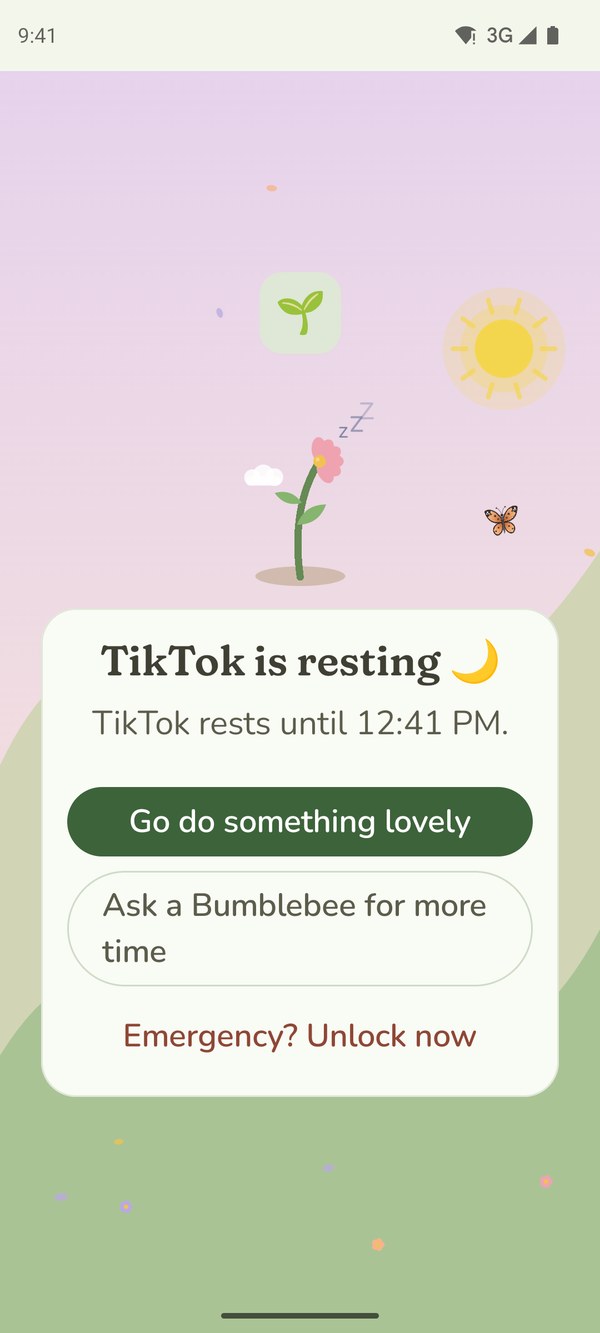 9:41
3G
z
Z
Z
TikTok is resting 🌙
TikTok rests until 12:41 PM.
Go do something lovely
Ask a Bumblebee for more
time
Emergency? Unlock now